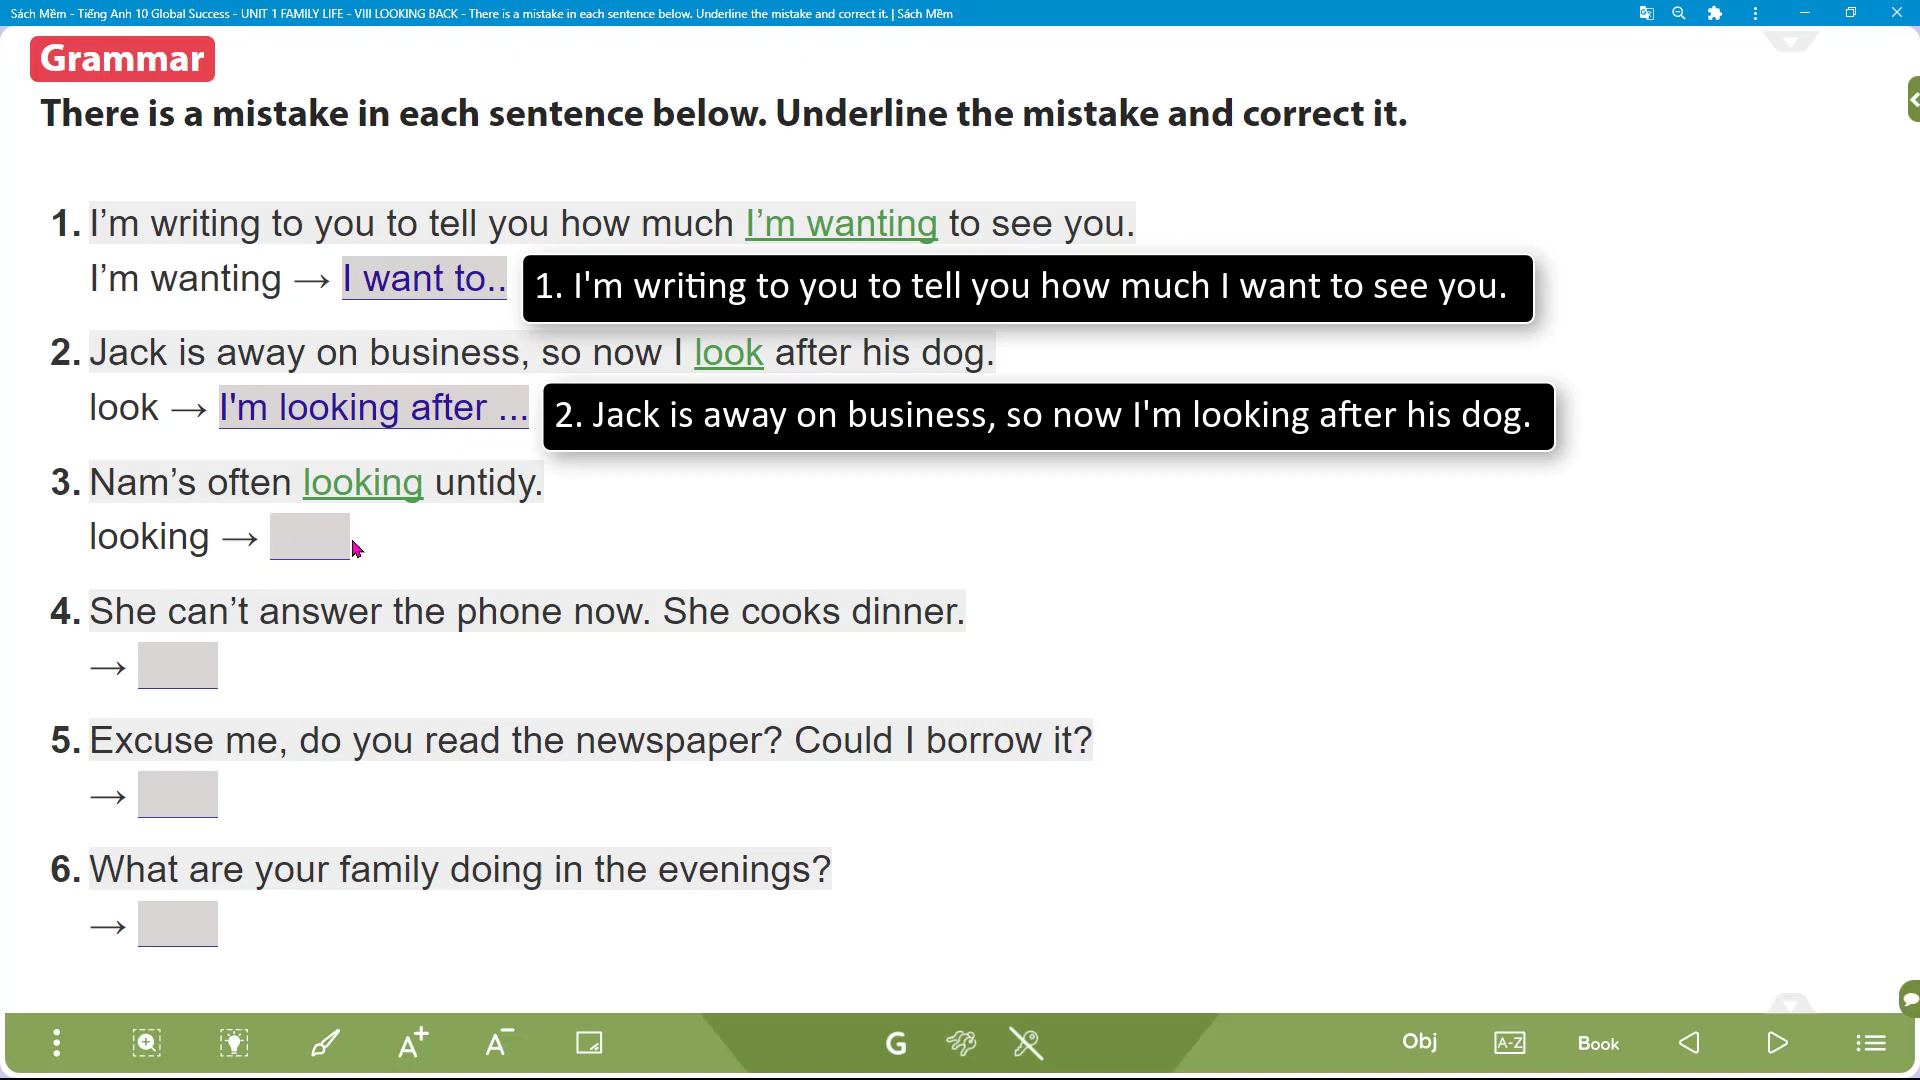 Sách Mềm - Tiếng Anh 10 Global Success - UNIT 1 FAMILY LIFE - VIII LOOKING BACK - There is a mistake in each sentence below. Underline the mistake and correct it. | Sách Mềm
Grammar
There is a mistake in each sentence below. Underline the mistake and correct it.
1. I’m writing to you to tell you how much I’m wanting to see you.
I’m wanting → I want to..
1. I'm writing to you to tell you how much I want to see you.
2. Jack is away on business, so now I look after his dog.
look → I'm looking after ...
2. Jack is away on business, so now I'm looking after his dog.
3. Nam’s often looking untidy.
looking →
4. She can’t answer the phone now. She cooks dinner.
→
5. Excuse me, do you read the newspaper? Could I borrow it?
→
6. What are your family doing in the evenings?
→
A+ A- G Obj A-Z Book